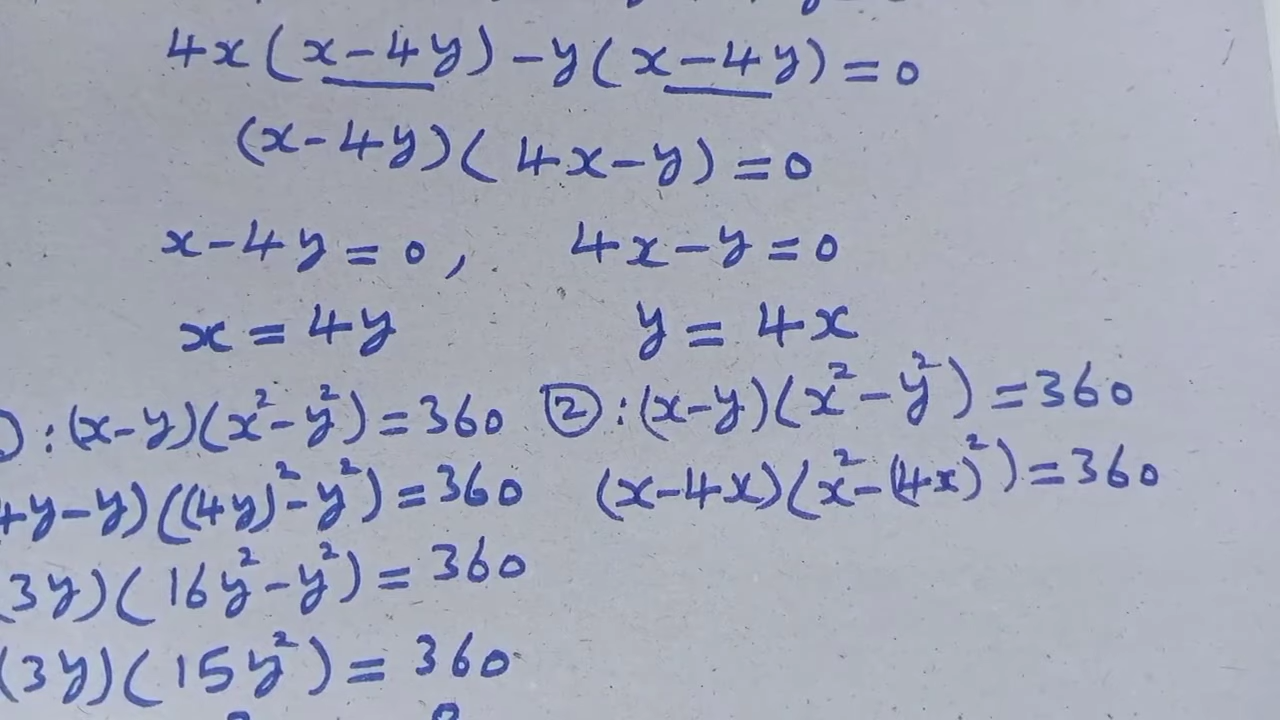 4x(x-4y)-y(x-4y)=0
(x-4y)(4x-y)=0
x-4y=0, 4x-y=0
x=4y y=4x
):(x-y)(x²-y²)=360 ②:(x-y)(x²-y²)=360
4y-y)((4y)²-y²)=360 (x-4x)(x²-(4x)²)=360
(3y)(16y²-y²)=360
(3y)(15y²)=360